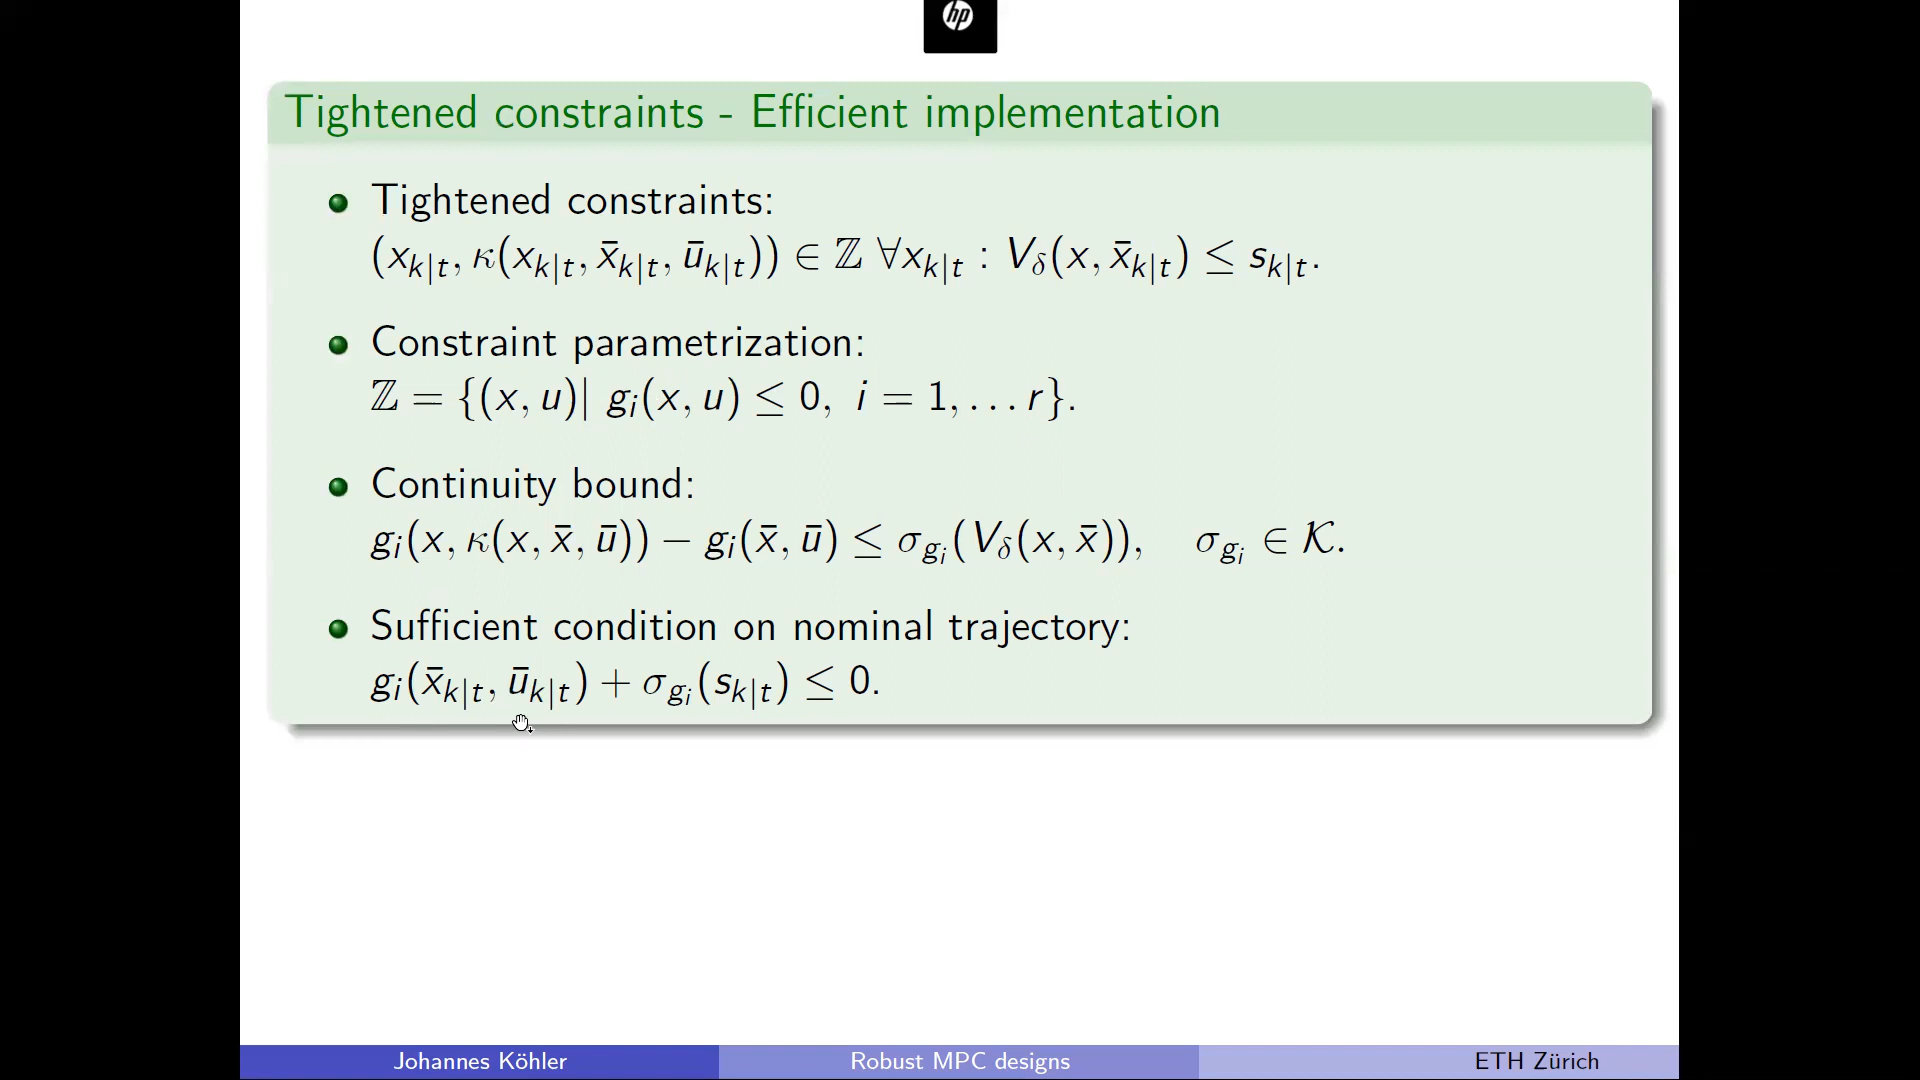 hp
Tightened constraints - Efficient implementation
Tightened constraints:
(x_{k|t}, κ(x_{k|t}, x̄_{k|t}, ū_{k|t})) ∈ ℤ ∀x_{k|t} : V_δ(x, x̄_{k|t}) ≤ s_{k|t}.
Constraint parametrization:
ℤ = {(x, u)| g_i(x, u) ≤ 0, i = 1, … r}.
Continuity bound:
g_i(x, κ(x, x̄, ū)) − g_i(x̄, ū) ≤ σ_{g_i}(V_δ(x, x̄)), σ_{g_i} ∈ 𝒦.
Sufficient condition on nominal trajectory:
g_i(x̄_{k|t}, ū_{k|t}) + σ_{g_i}(s_{k|t}) ≤ 0.
Johannes Köhler
Robust MPC designs
ETH Zürich